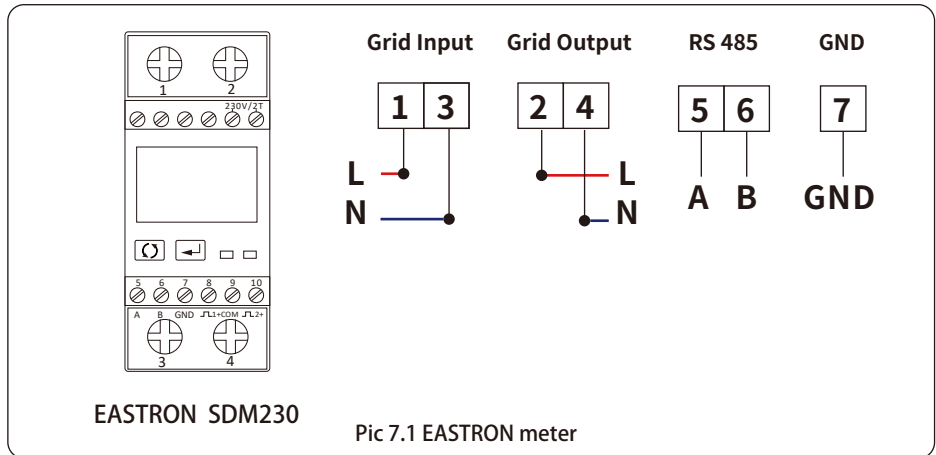 Grid Input Grid Output RS 485 GND
1 2
230V/2T
1 3 2 4 5 6 7
L L
N N
A B GND
5 6 7 8 9 10
A B GND 1+COM 2+
3 4
EASTRON SDM230
Pic 7.1 EASTRON meter